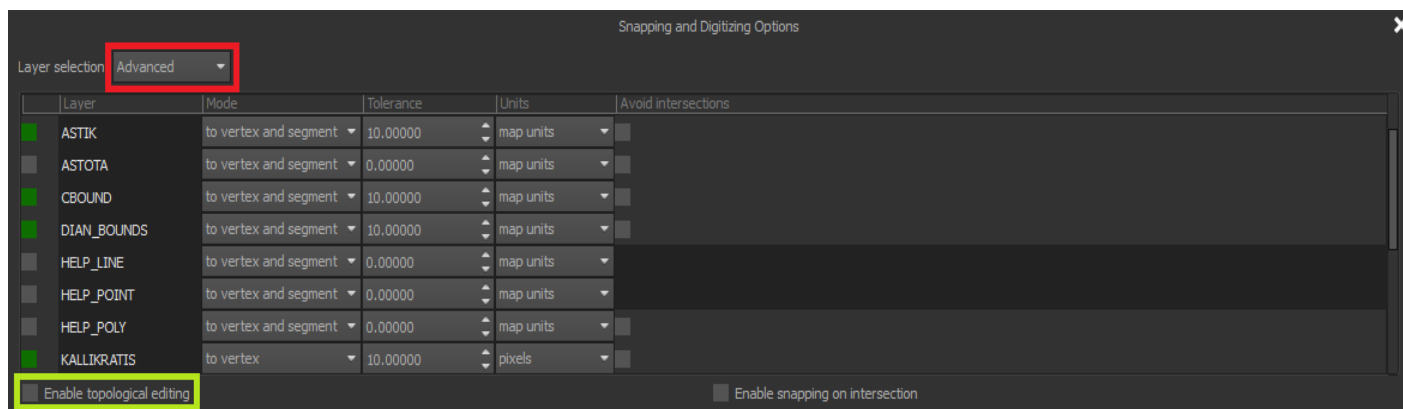 Snapping and Digitizing Options
Layer selection Advanced
Layer Mode Tolerance Units Avoid intersections
ASTIK to vertex and segment 10.00000 map units
ASTOTA to vertex and segment 0.00000 map units
CBOUND to vertex and segment 10.00000 map units
DIAN_BOUNDS to vertex and segment 10.00000 map units
HELP_LINE to vertex and segment 0.00000 map units
HELP_POINT to vertex and segment 0.00000 map units
HELP_POLY to vertex and segment 0.00000 map units
KALLIKRATIS to vertex 10.00000 pixels
Enable topological editing Enable snapping on intersection